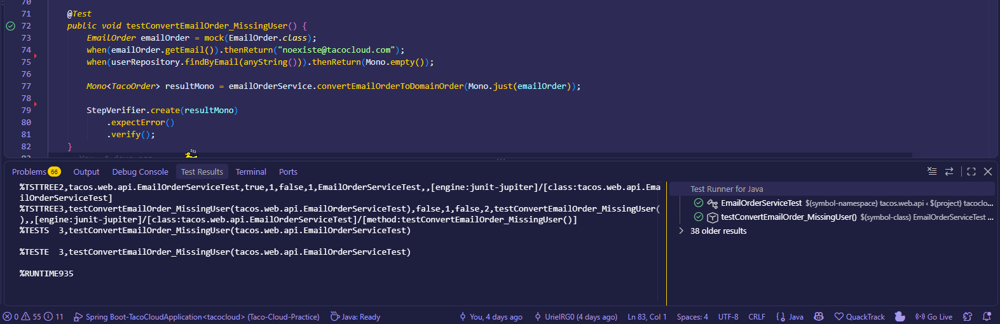 70
71 @Test
72 public void testConvertEmailOrder_MissingUser() {
73 EmailOrder emailOrder = mock(EmailOrder.class);
74 when(emailOrder.getEmail()).thenReturn("noexiste@tacocloud.com");
75 when(userRepository.findByEmail(anyString())).thenReturn(Mono.empty());
76
77 Mono<TacoOrder> resultMono = emailOrderService.convertEmailOrderToDomainOrder(Mono.just(emailOrder));
78
79 StepVerifier.create(resultMono)
80 .expectError()
81 .verify();
82 }
Problems 66 Output Debug Console Test Results Terminal Ports
%TSTTREE2,tacos.web.api.EmailOrderServiceTest,true,1,false,1,EmailOrderServiceTest,,[engine:junit-jupiter]/[class:tacos.web.api.Ema
ilOrderServiceTest]
%TSTTREE3,testConvertEmailOrder_MissingUser(tacos.web.api.EmailOrderServiceTest),false,1,false,2,testConvertEmailOrder_MissingUser(
),,[engine:junit-jupiter]/[class:tacos.web.api.EmailOrderServiceTest]/[method:testConvertEmailOrder_MissingUser()]
%TESTS 3,testConvertEmailOrder_MissingUser(tacos.web.api.EmailOrderServiceTest)
%TESTE 3,testConvertEmailOrder_MissingUser(tacos.web.api.EmailOrderServiceTest)
%RUNTIME935
Test Runner for Java
EmailOrderServiceTest $(symbol-namespace) tacos.web.api ‹ $(project) tacoclo...
testConvertEmailOrder_MissingUser() $(symbol-class) EmailOrderServiceTest ...
38 older results
0 55 11 Spring Boot-TacoCloudApplication<tacocloud> (Taco-Cloud-Practice) Java: Ready You, 4 days ago UrielRG0 (4 days ago) Ln 83, Col 1 Spaces: 4 UTF-8 CRLF Java QuackTrack Go Live